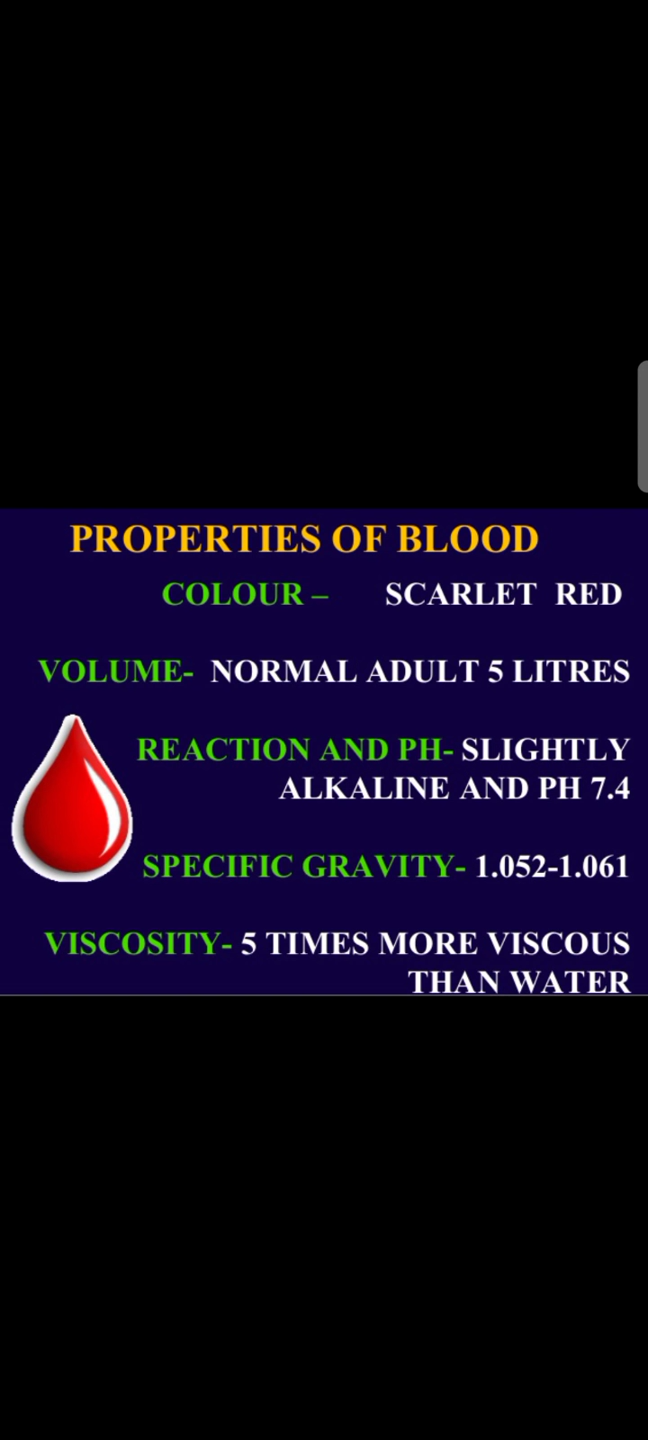 PROPERTIES OF BLOOD
COLOUR – SCARLET RED
VOLUME- NORMAL ADULT 5 LITRES
REACTION AND PH- SLIGHTLY
ALKALINE AND PH 7.4
SPECIFIC GRAVITY- 1.052-1.061
VISCOSITY- 5 TIMES MORE VISCOUS
THAN WATER